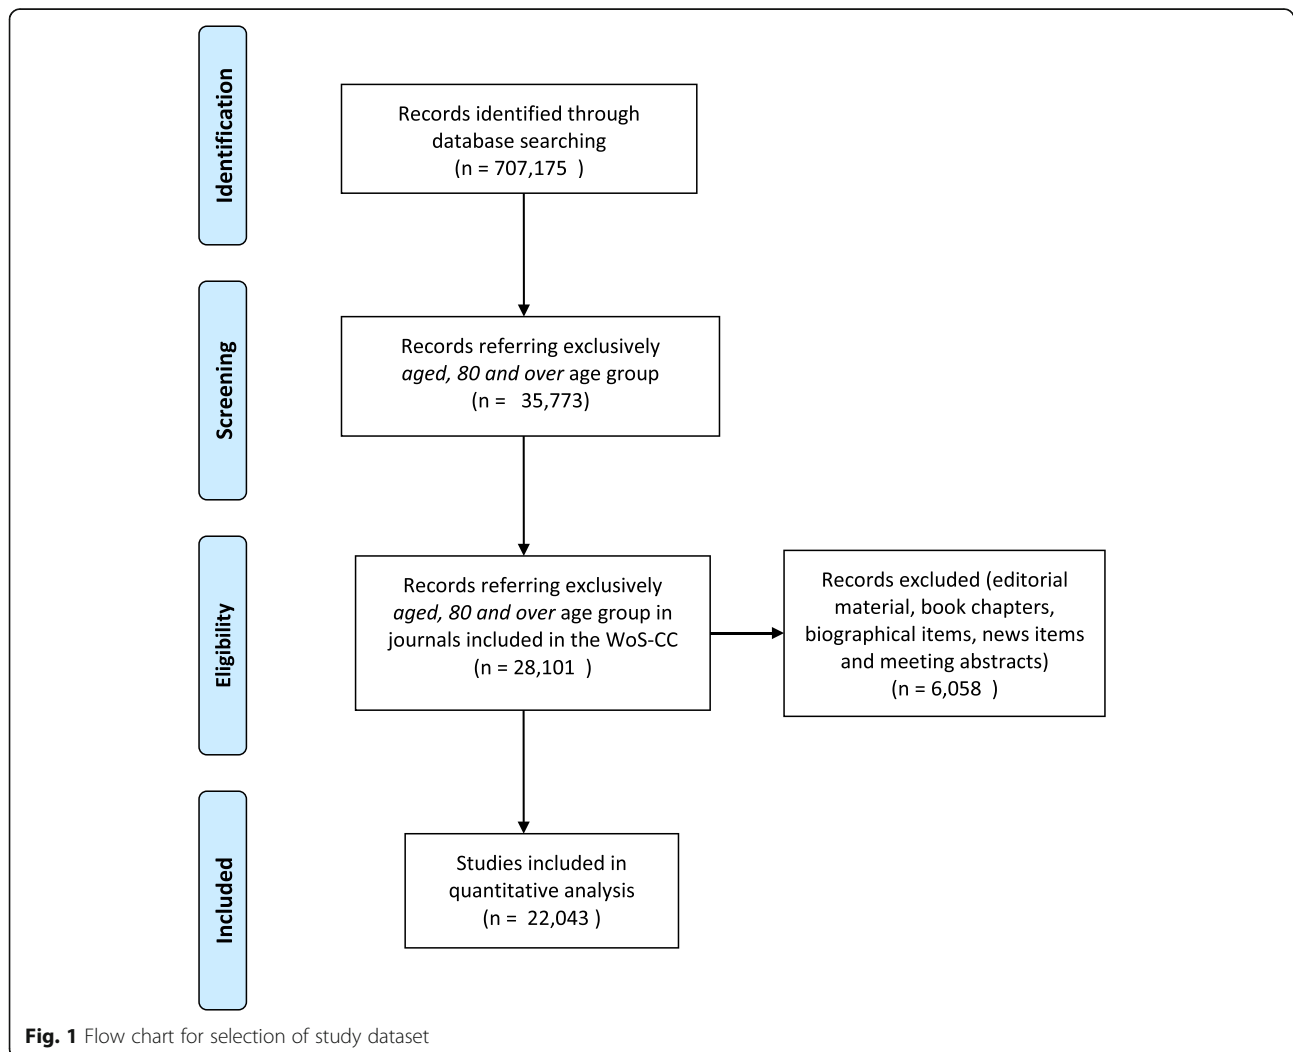 Identification
Records identified through
database searching
(n = 707,175  )
Screening
Records referring exclusively
aged, 80 and over age group
(n =   35,773)
Eligibility
Records referring exclusively
aged, 80 and over age group in
journals included in the WoS-CC
(n = 28,101  )
Records excluded (editorial
material, book chapters,
biographical items, news items
and meeting abstracts)
(n = 6,058  )
Included
Studies included in
quantitative analysis
(n =  22,043 )
Fig. 1 Flow chart for selection of study dataset